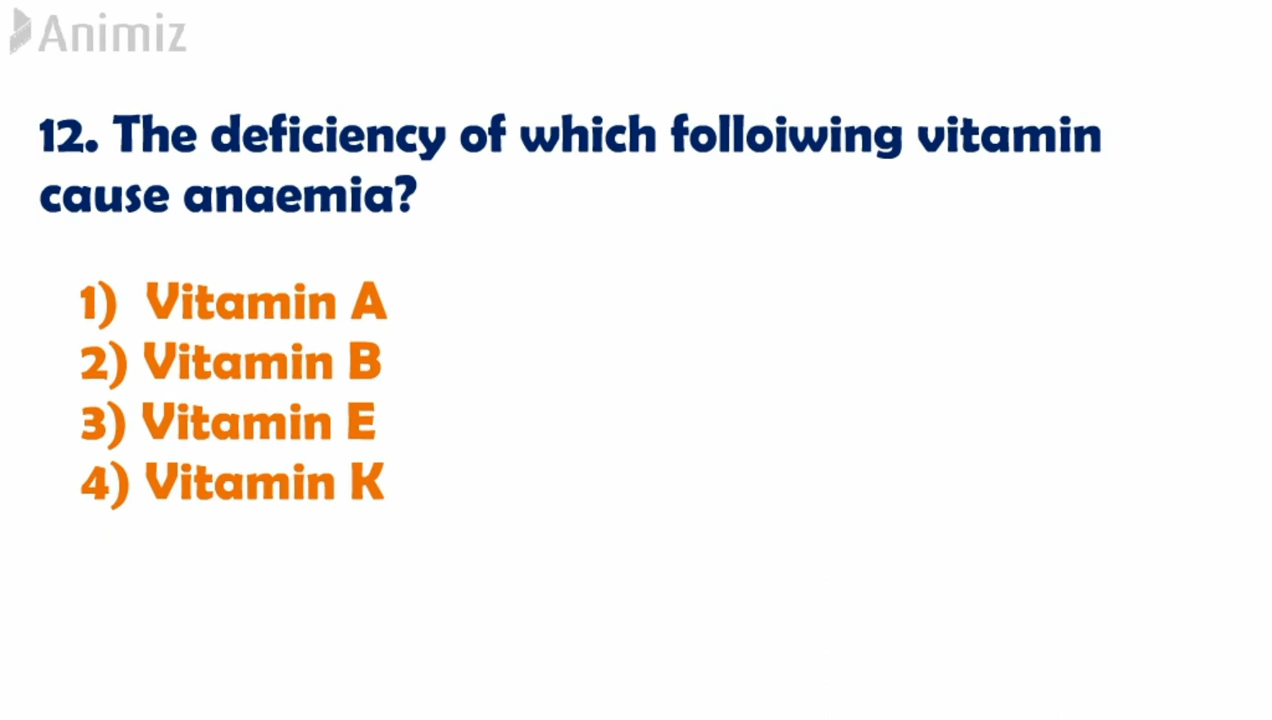 Animiz
12. The deficiency of which folloiwing vitamin
cause anaemia?
1) Vitamin A
2) Vitamin B
3) Vitamin E
4) Vitamin K